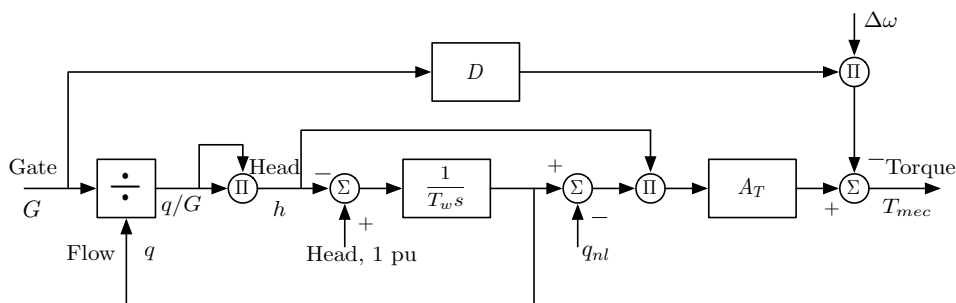 Δω
D
Π
Gate
G
÷
q/G
Π
Head
h
−
Σ
+
Head, 1 pu
1
T_w s
+
Σ
−
q_nl
Π
A_T
+
Σ
−
Torque
T_mec
Flow
q